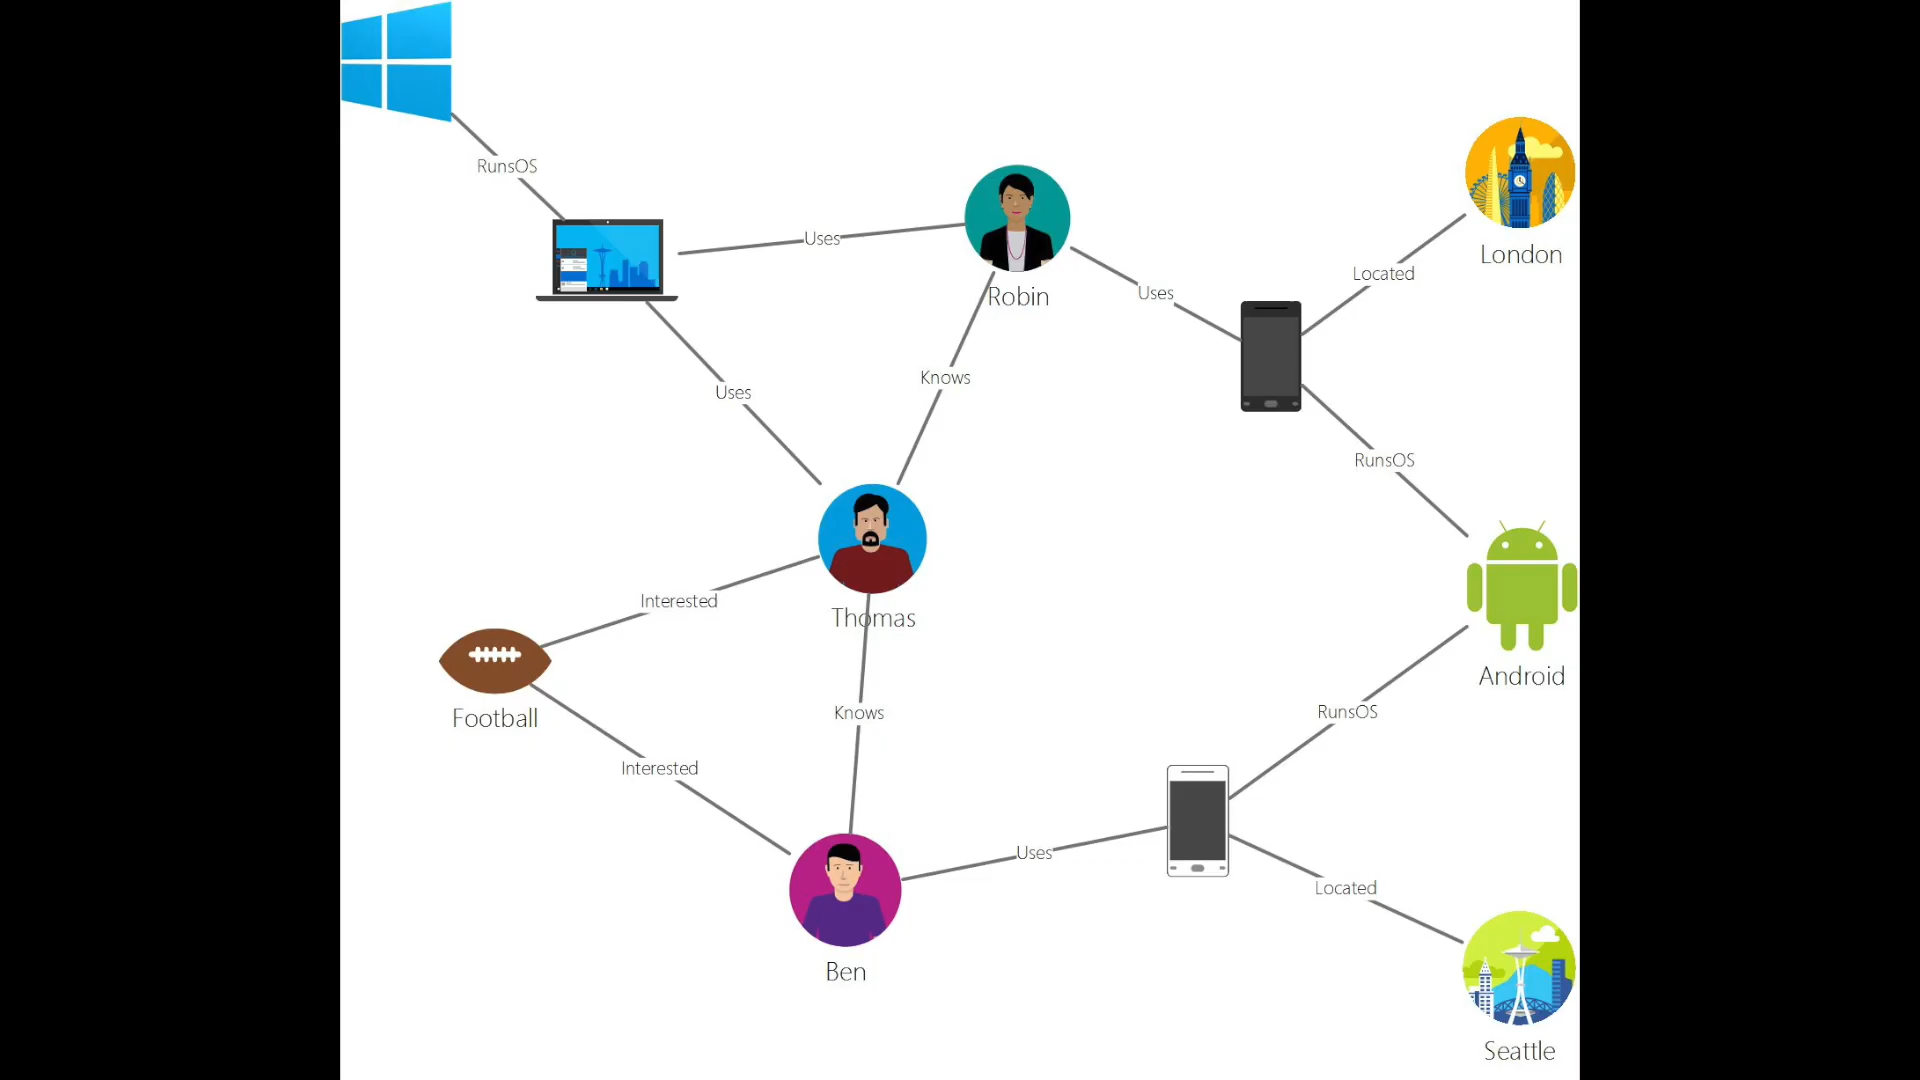 RunsOS
Uses
Robin
London
Located
Uses
Uses
Knows
RunsOS
Interested
Thomas
Android
Football
Knows
RunsOS
Interested
Uses
Located
Ben
Seattle